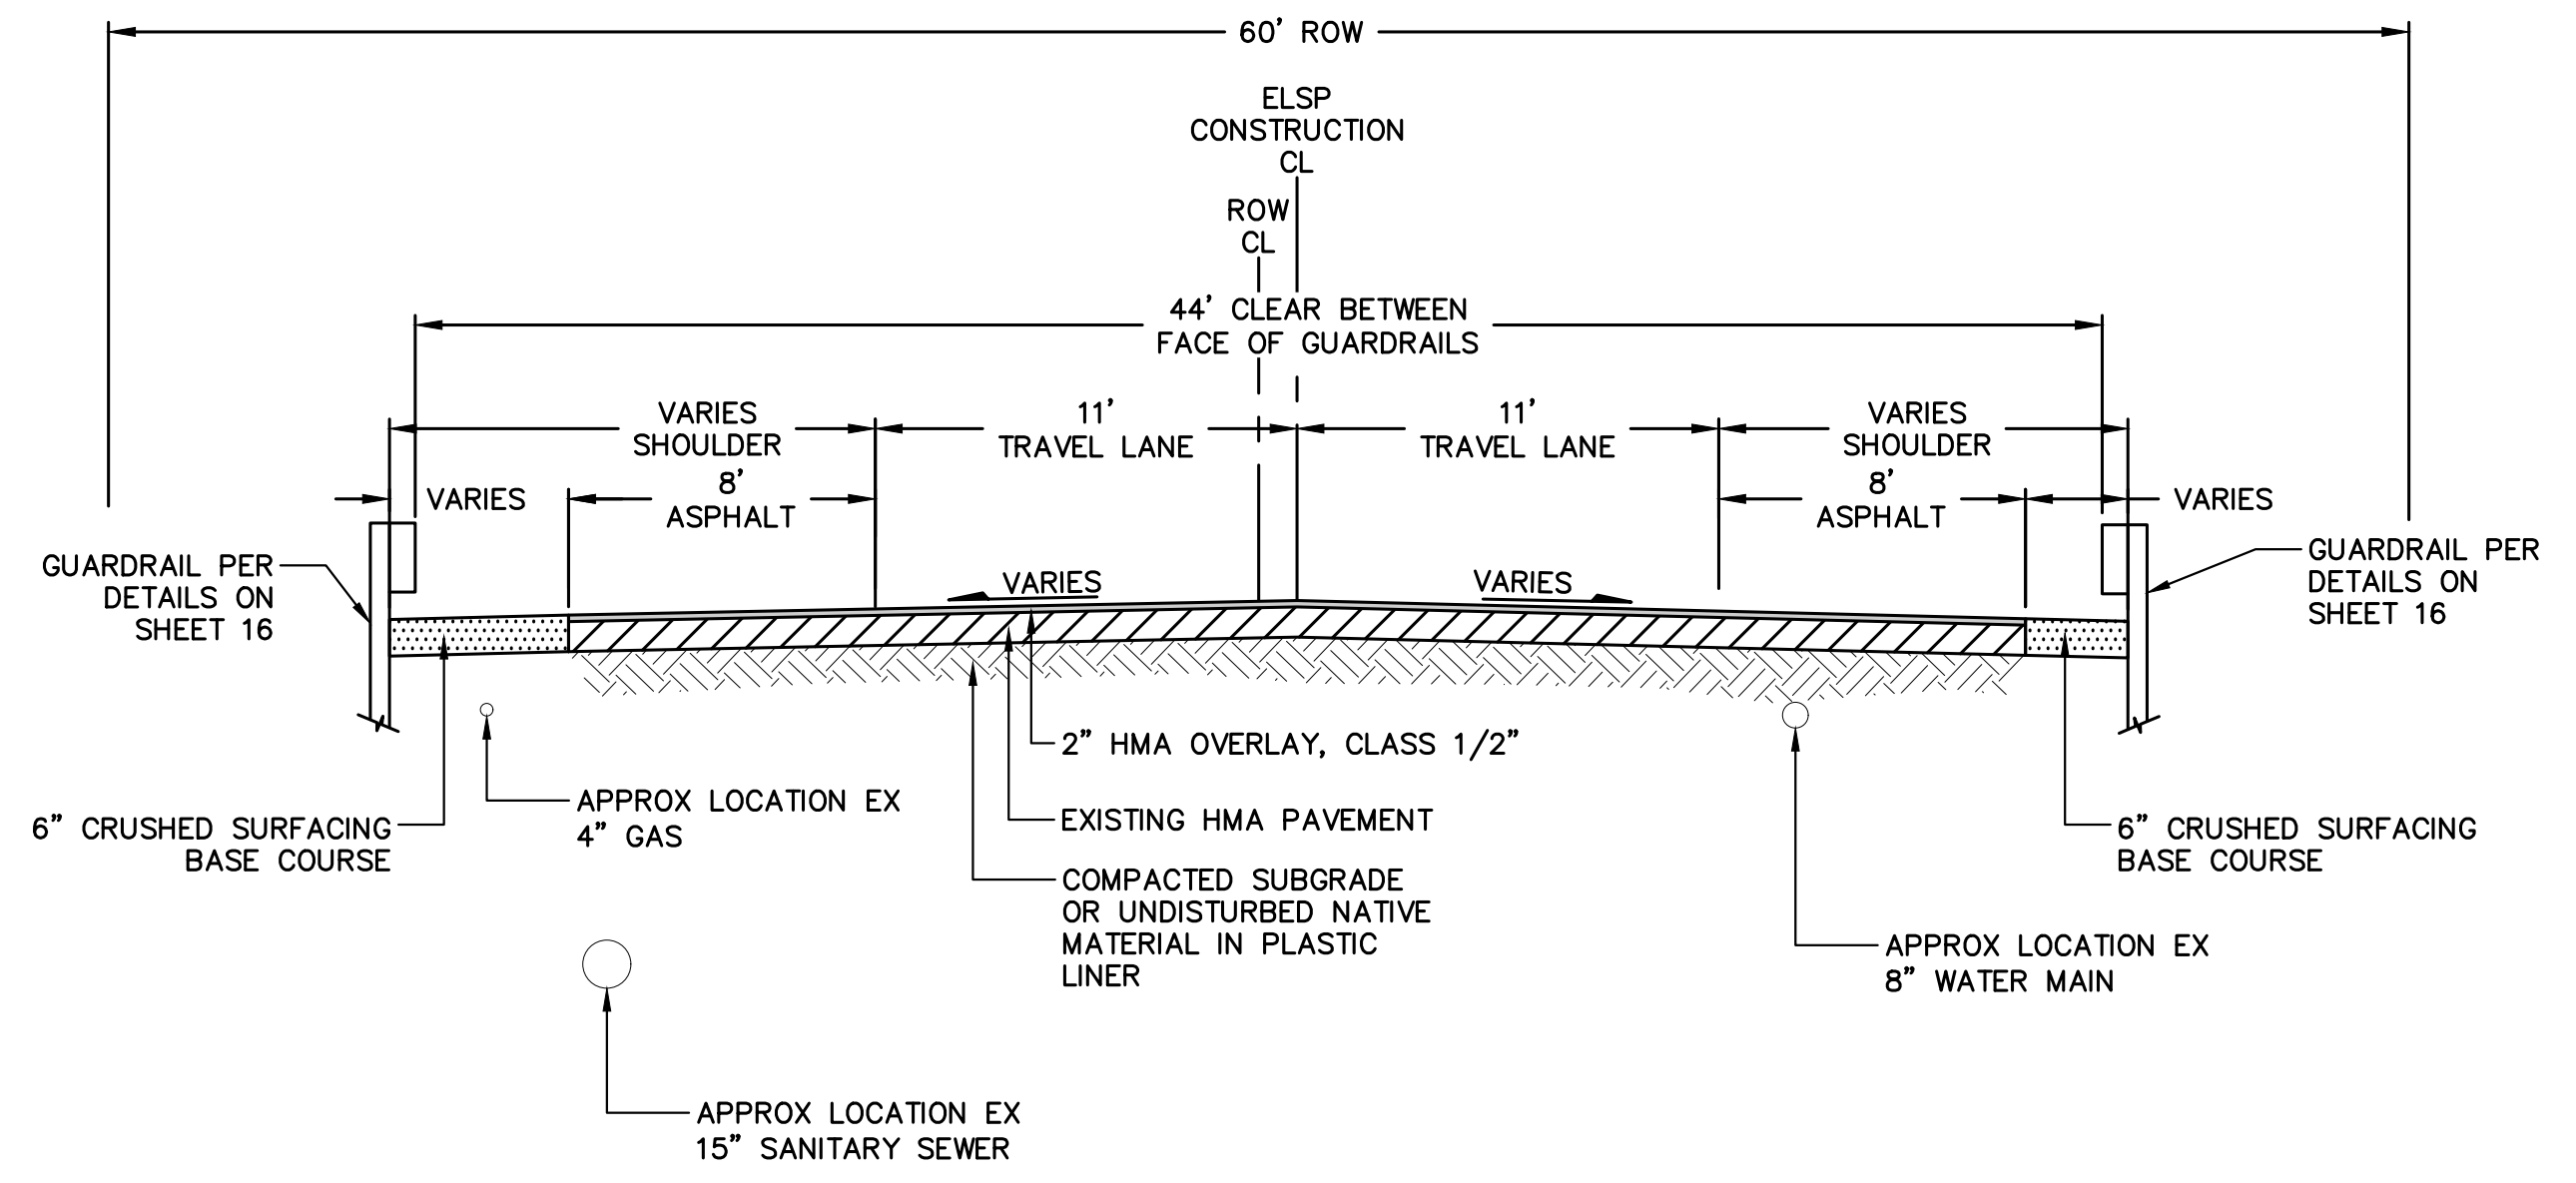 60' ROW
ELSP
CONSTRUCTION
CL
ROW
CL
44' CLEAR BETWEEN
FACE OF GUARDRAILS
VARIES
SHOULDER
11'
TRAVEL LANE
11'
TRAVEL LANE
VARIES
SHOULDER
VARIES
8'
ASPHALT
8'
ASPHALT
VARIES
GUARDRAIL PER
DETAILS ON
SHEET 16
VARIES
VARIES
GUARDRAIL PER
DETAILS ON
SHEET 16
2" HMA OVERLAY, CLASS 1/2"
APPROX LOCATION EX
4" GAS
6" CRUSHED SURFACING
BASE COURSE
EXISTING HMA PAVEMENT
6" CRUSHED SURFACING
BASE COURSE
COMPACTED SUBGRADE
OR UNDISTURBED NATIVE
MATERIAL IN PLASTIC
LINER
APPROX LOCATION EX
8" WATER MAIN
APPROX LOCATION EX
15" SANITARY SEWER